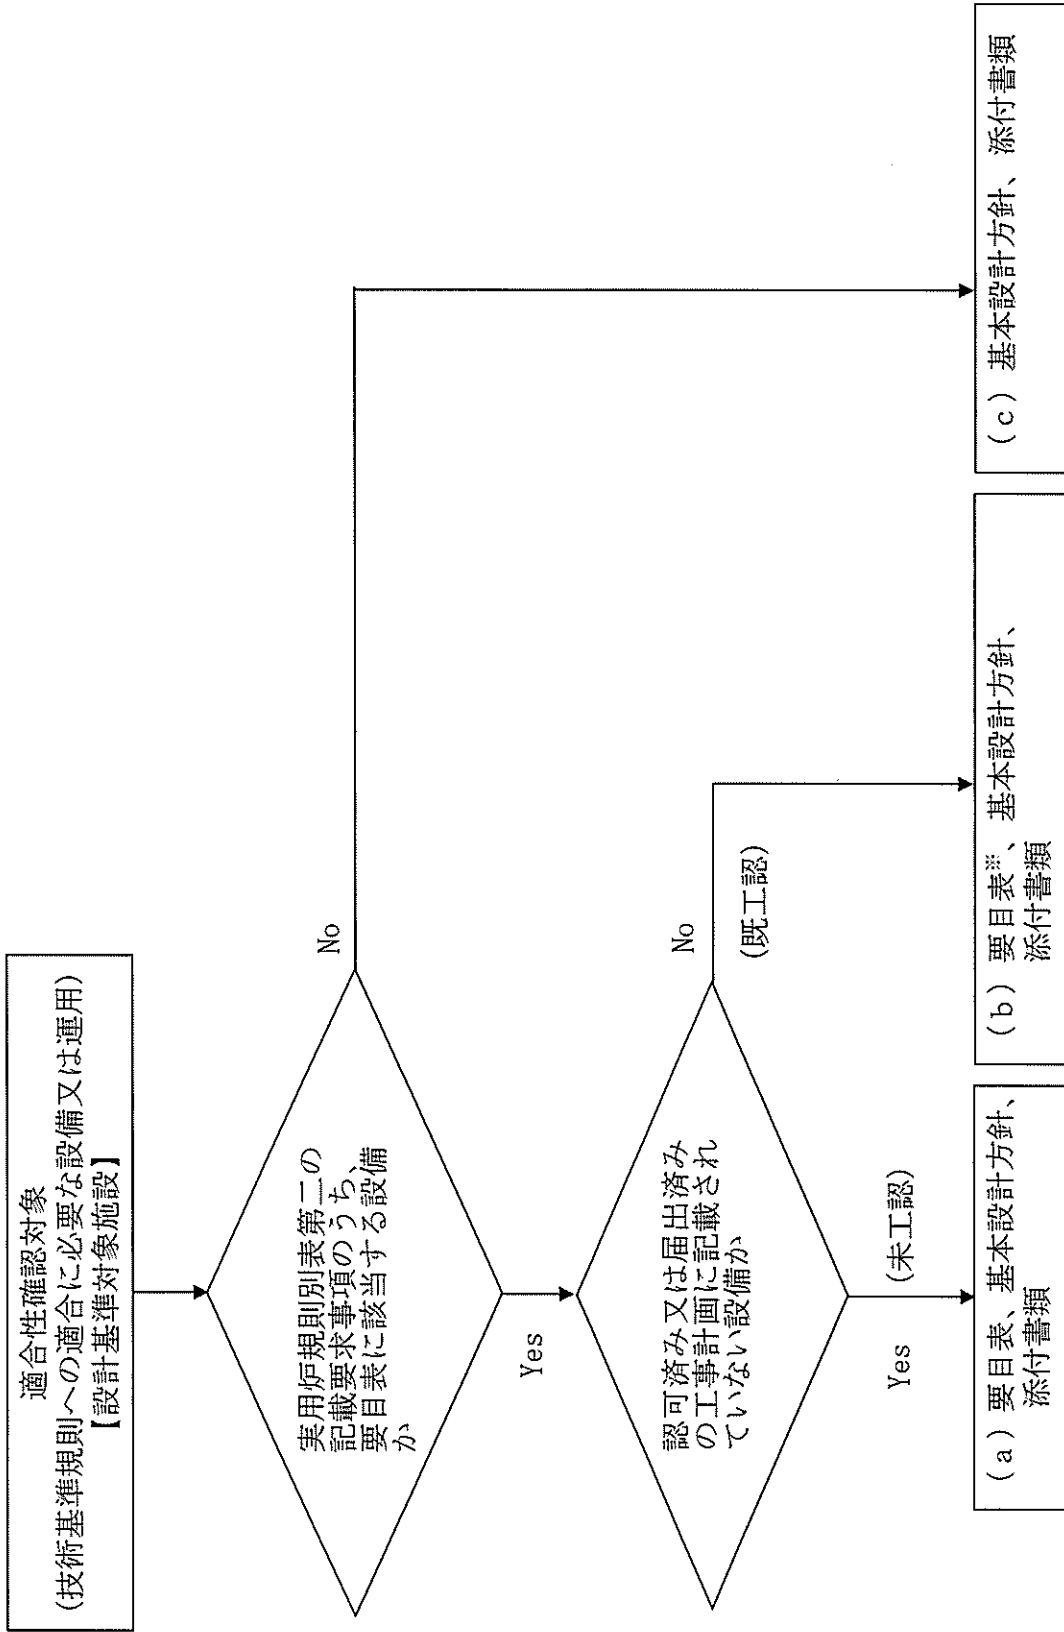 適合性確認対象
(技術基準規則への適合に必要な設備又は運用)
【設計基準対象施設】
実用炉規則別表第二の
記載要求事項のうち、
要目表に該当する設備
か
No
Yes
認可済み又は届出済み
の工事計画に記載され
ていない設備か
No
(既工認)
Yes
(未工認)
(a) 要目表、基本設計方針、
添付書類
(b) 要目表※、基本設計方針、
添付書類
(c) 基本設計方針、添付書類